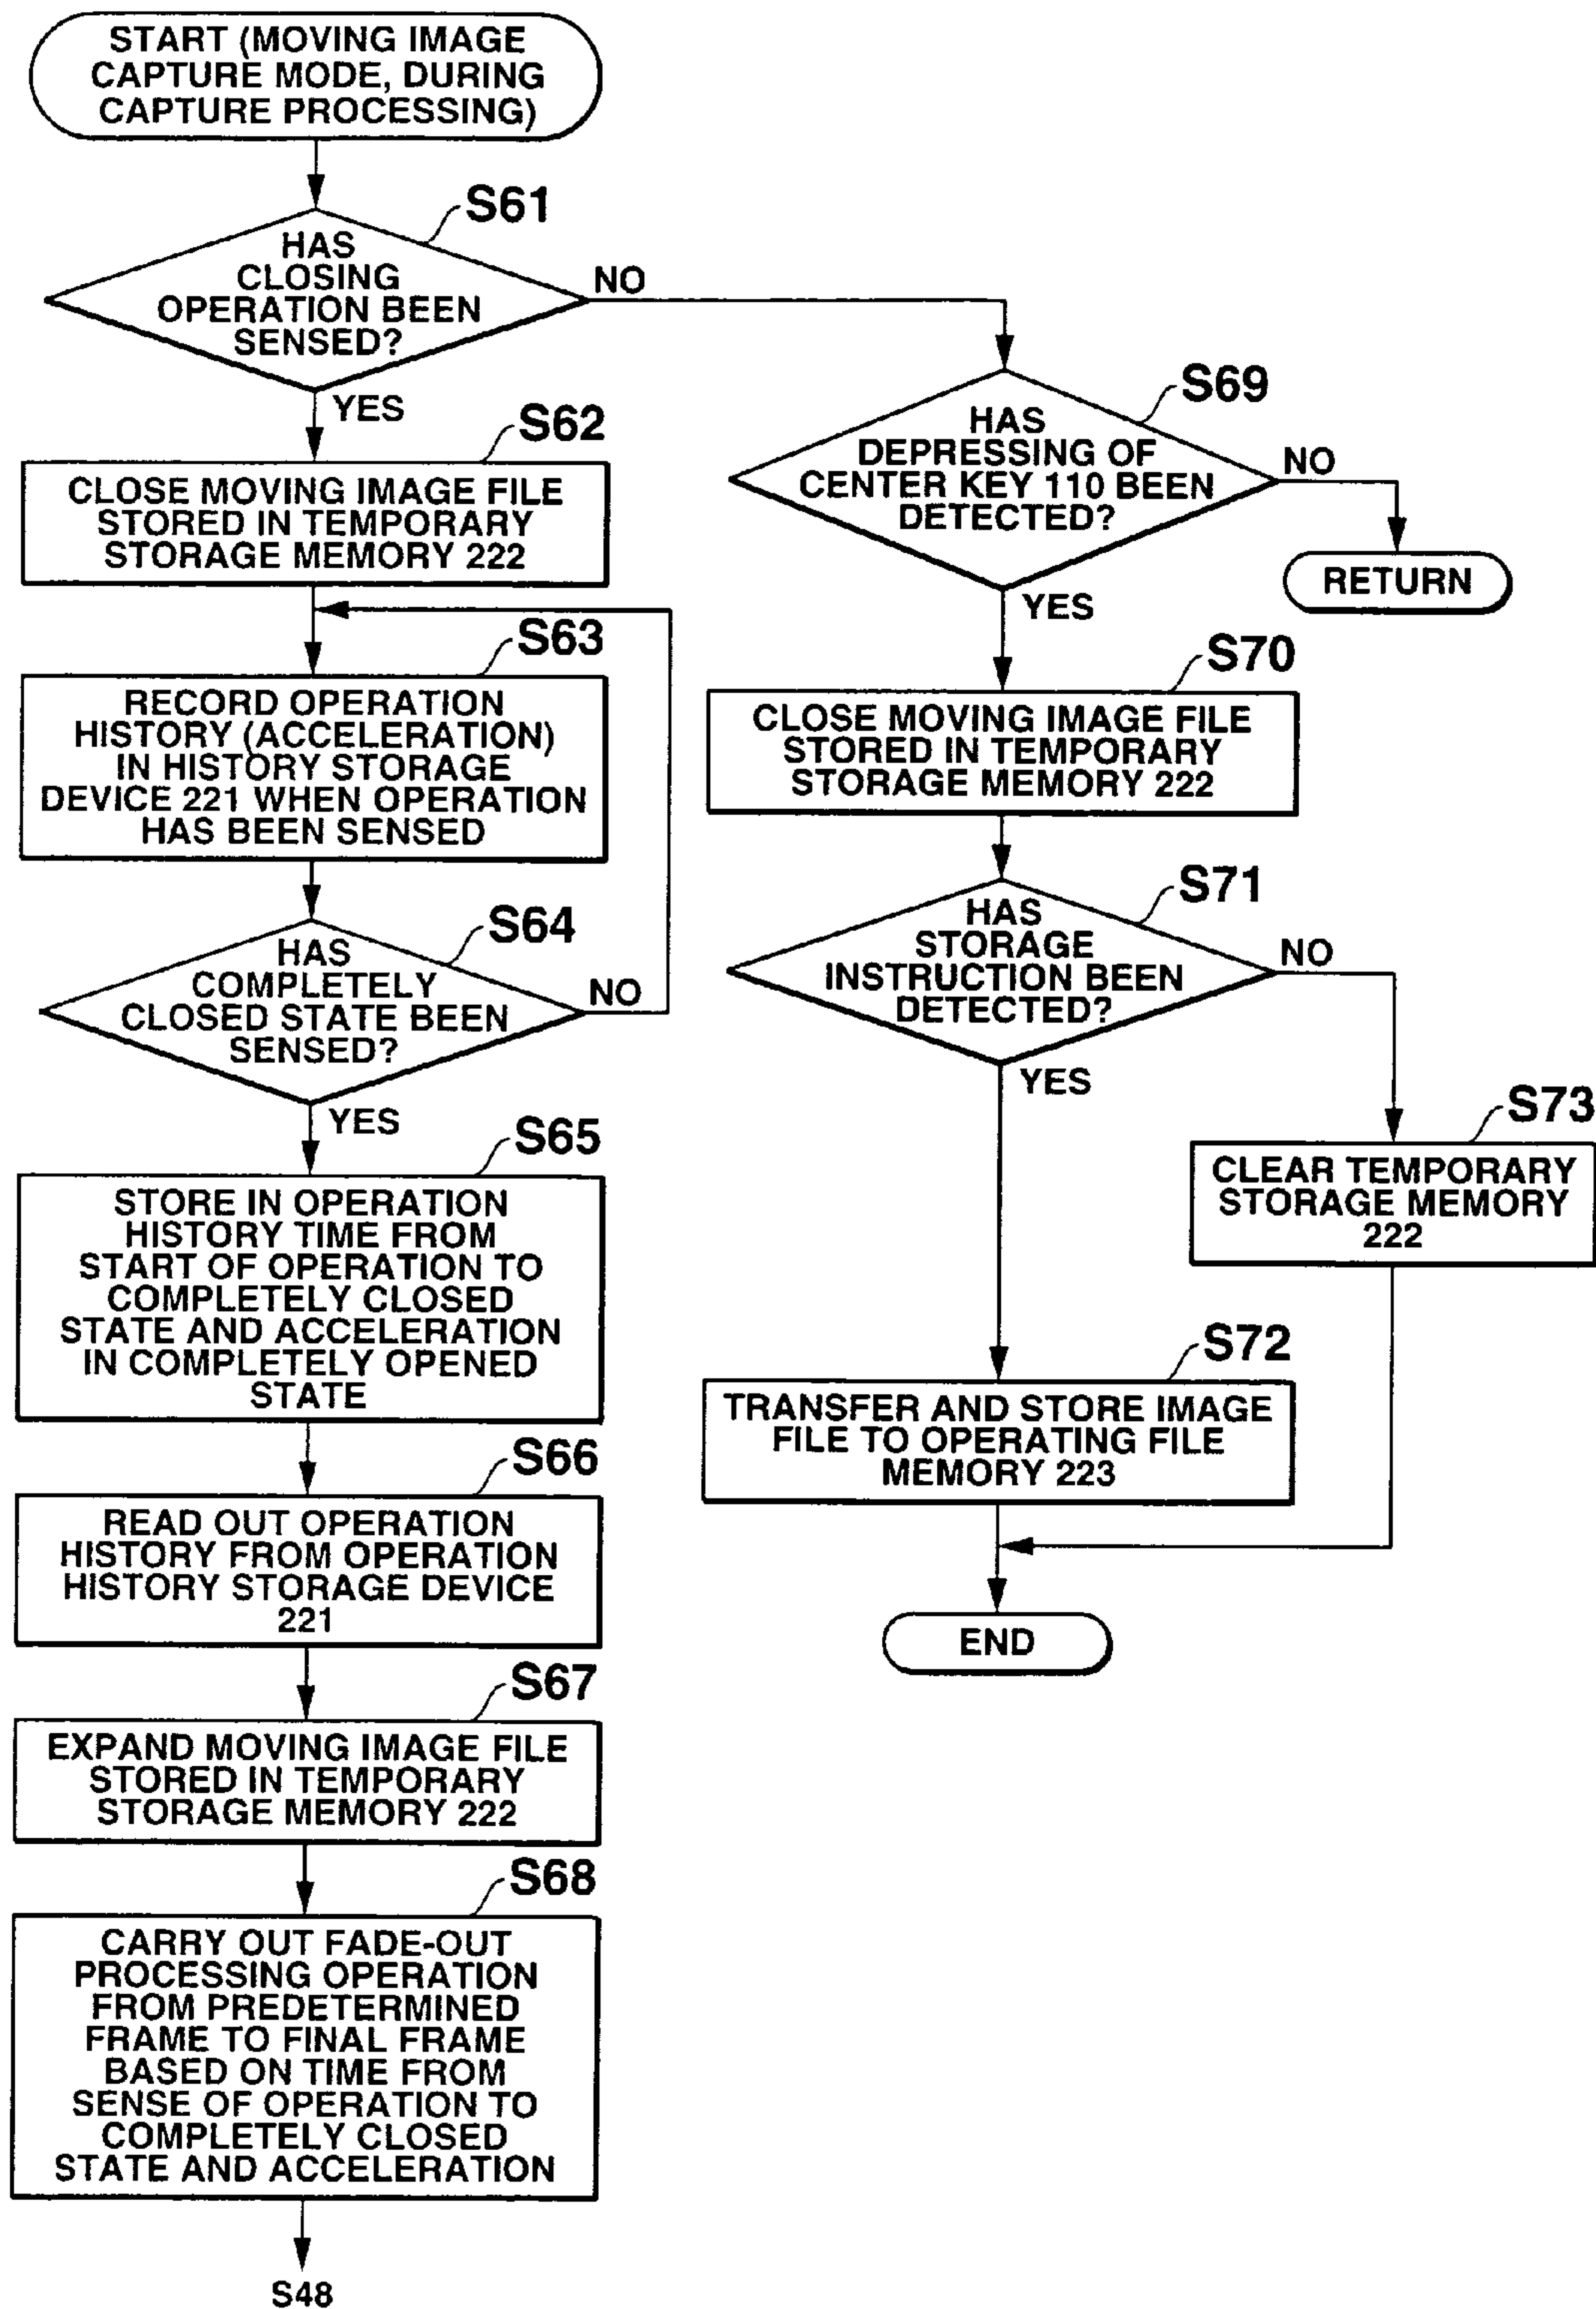 START (MOVING IMAGE
CAPTURE MODE, DURING
CAPTURE PROCESSING)
S61
HAS
CLOSING
OPERATION BEEN
SENSED?
NO
YES
S62
CLOSE MOVING IMAGE FILE
STORED IN TEMPORARY
STORAGE MEMORY 222
S63
RECORD OPERATION
HISTORY (ACCELERATION)
IN HISTORY STORAGE
DEVICE 221 WHEN OPERATION
HAS BEEN SENSED
S64
HAS
COMPLETELY
CLOSED STATE BEEN
SENSED?
NO
YES
S65
STORE IN OPERATION
HISTORY TIME FROM
START OF OPERATION TO
COMPLETELY CLOSED
STATE AND ACCELERATION
IN COMPLETELY OPENED
STATE
S66
READ OUT OPERATION
HISTORY FROM OPERATION
HISTORY STORAGE DEVICE
221
S67
EXPAND MOVING IMAGE FILE
STORED IN TEMPORARY
STORAGE MEMORY 222
S68
CARRY OUT FADE-OUT
PROCESSING OPERATION
FROM PREDETERMINED
FRAME TO FINAL FRAME
BASED ON TIME FROM
SENSE OF OPERATION TO
COMPLETELY CLOSED
STATE AND ACCELERATION
S48
S69
HAS
DEPRESSING OF
CENTER KEY 110 BEEN
DETECTED?
NO
RETURN
YES
S70
CLOSE MOVING IMAGE FILE
STORED IN TEMPORARY
STORAGE MEMORY 222
S71
HAS
STORAGE
INSTRUCTION BEEN
DETECTED?
NO
YES
S73
CLEAR TEMPORARY
STORAGE MEMORY
222
S72
TRANSFER AND STORE IMAGE
FILE TO OPERATING FILE
MEMORY 223
END